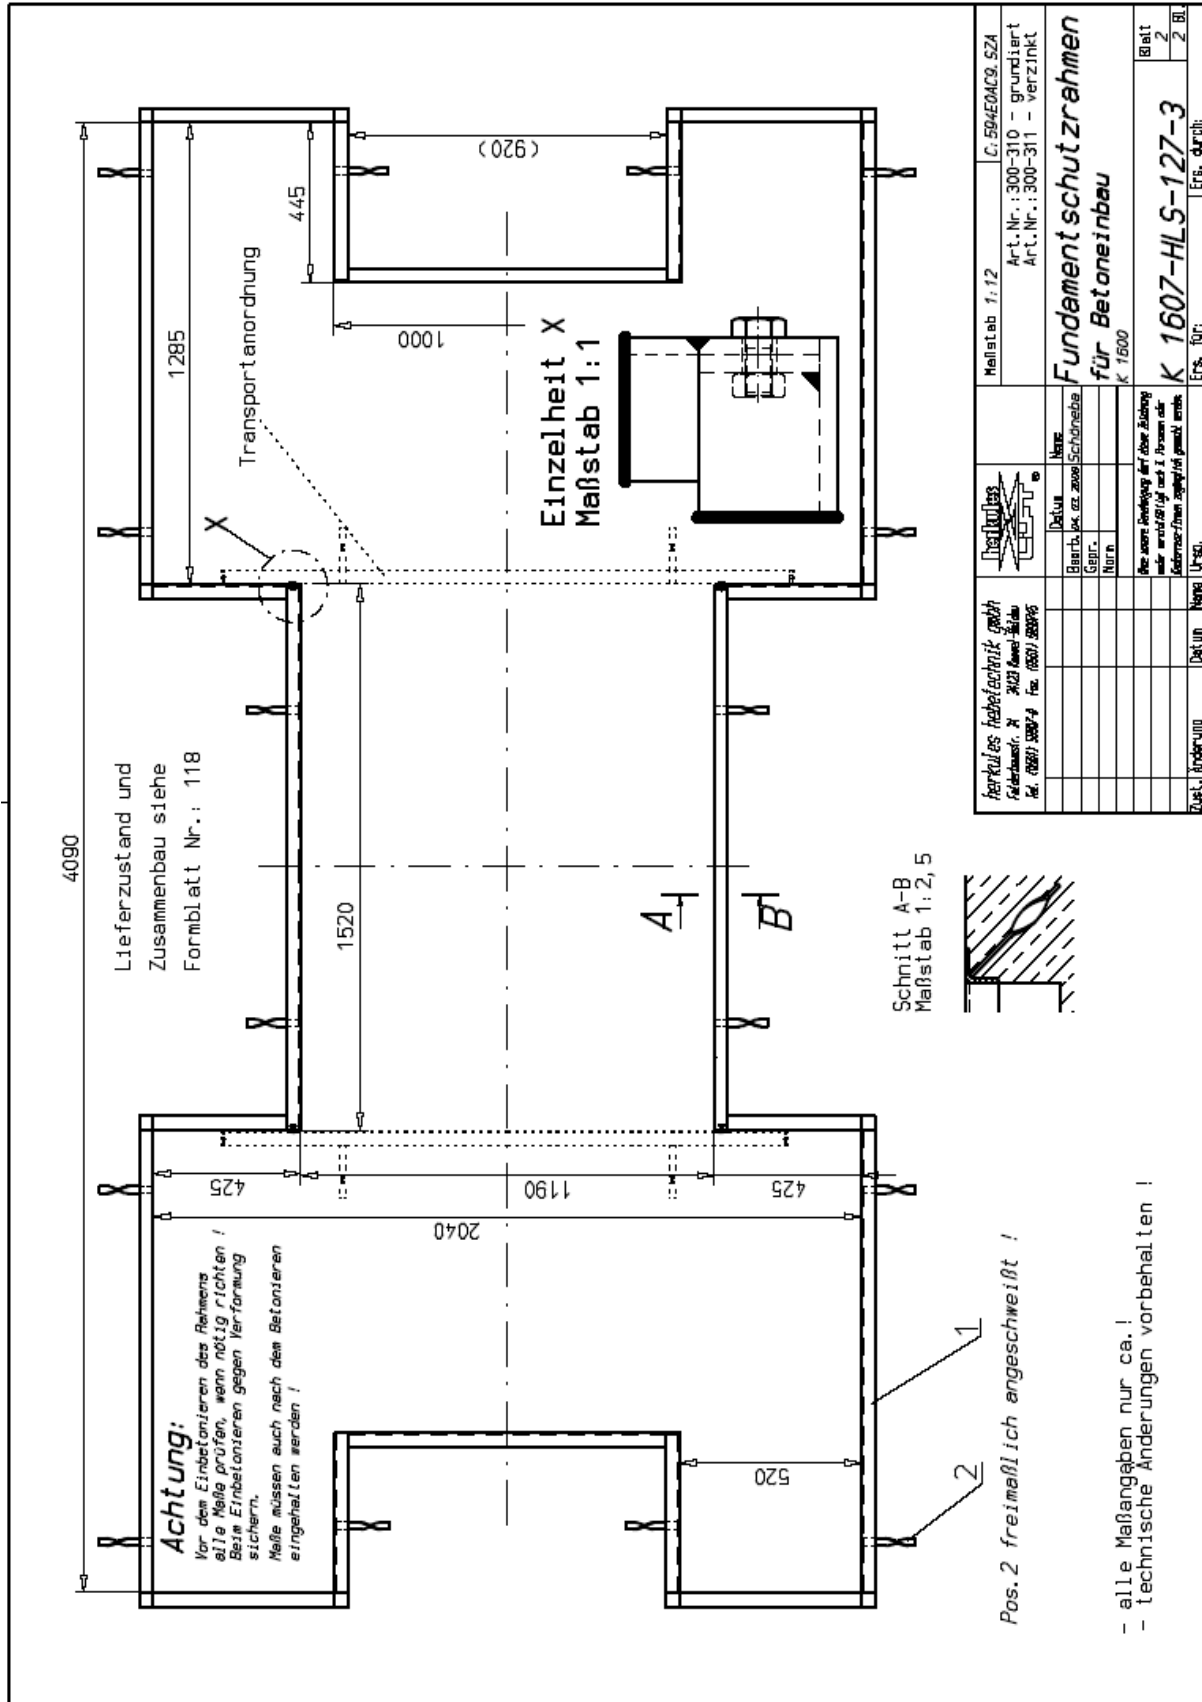 4090
1285
445
(920)
1000
Transportanordnung
X
Einzelheit X
Maßstab 1:1
Lieferzustand und
Zusammenbau siehe
Formblatt Nr.: 118
1520
A
B
Schnitt A-B
Maßstab 1:2,5
425
1190
425
2040
520
Achtung:
Vor dem Einbetonieren des Rahmens
alle Maße prüfen, wenn nötig richten !
Beim Einbetonieren gegen Verformung
sichern.
Maße müssen auch nach dem Betonieren
eingehalten werden !
1
2
Pos.2 freimaßlich angeschweißt !
- alle Maßangaben nur ca.!
- technische Änderungen vorbehalten !
herkules hebetechnik gmbh
herkules
Maßstab 1:12
C:594E0AC9.SZA
Art.Nr.:300-310 - grundiert
Art.Nr.:300-311 - verzinkt
Datum
Name
Bearb.
Schöneba
Gepr.
Norm
Fundamentschutzrahmen
für Betoneinbau
K 1600
K 1607-HLS-127-3
Blatt
2
2 Bl.
Zust.
Änderung
Datum
Name
Urspr.
Ers. für:
Ers. durch: